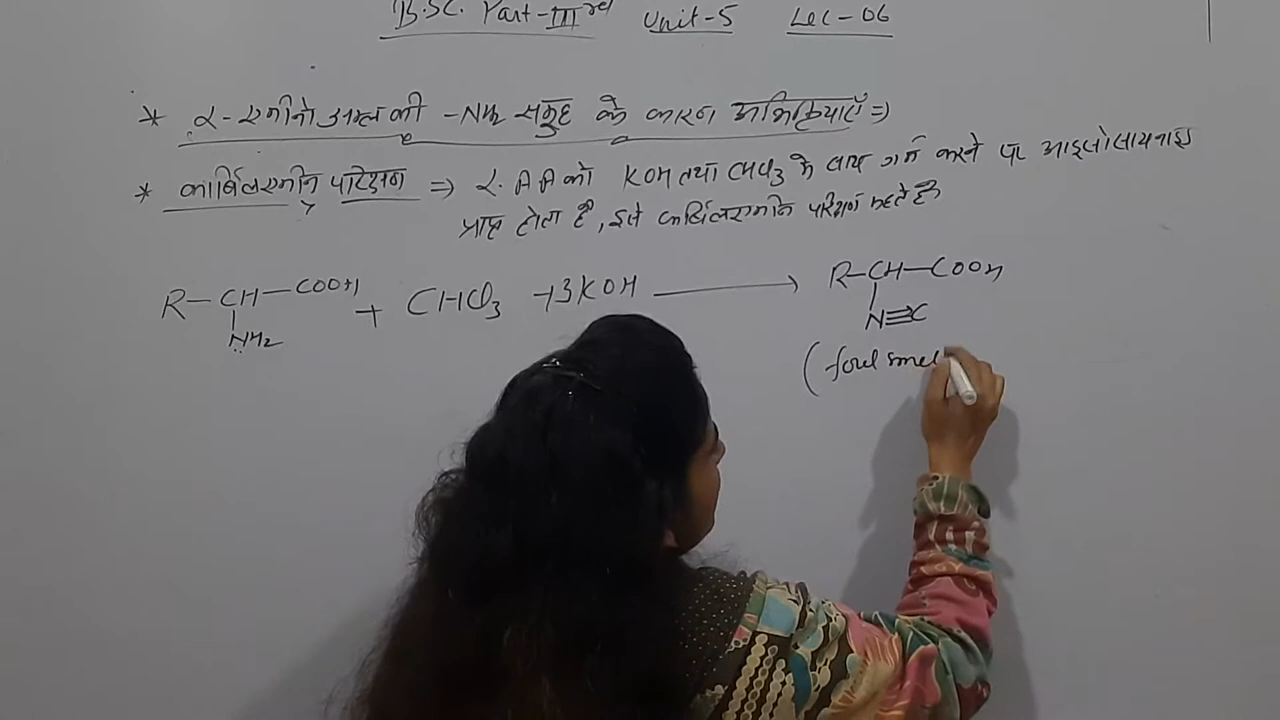 B.Sc. Part-III rd Unit-5 Lec-06
* α-एमीनो अम्ल की -NH2 समूह के कारण अभिक्रियाएँ ⇒
* कार्बिलएमीन परिक्षण ⇒ α. AA को KOH तथा CHCl3 के साथ गर्म करने पर आइसोसायनाइड
प्राप्त होता है, इसे कार्बिलएमीन परिक्षण कहते है
R-CH-COOH + CHCl3 + 3KOH → R-CH-COOH
NH2 N≡C
(foul smel